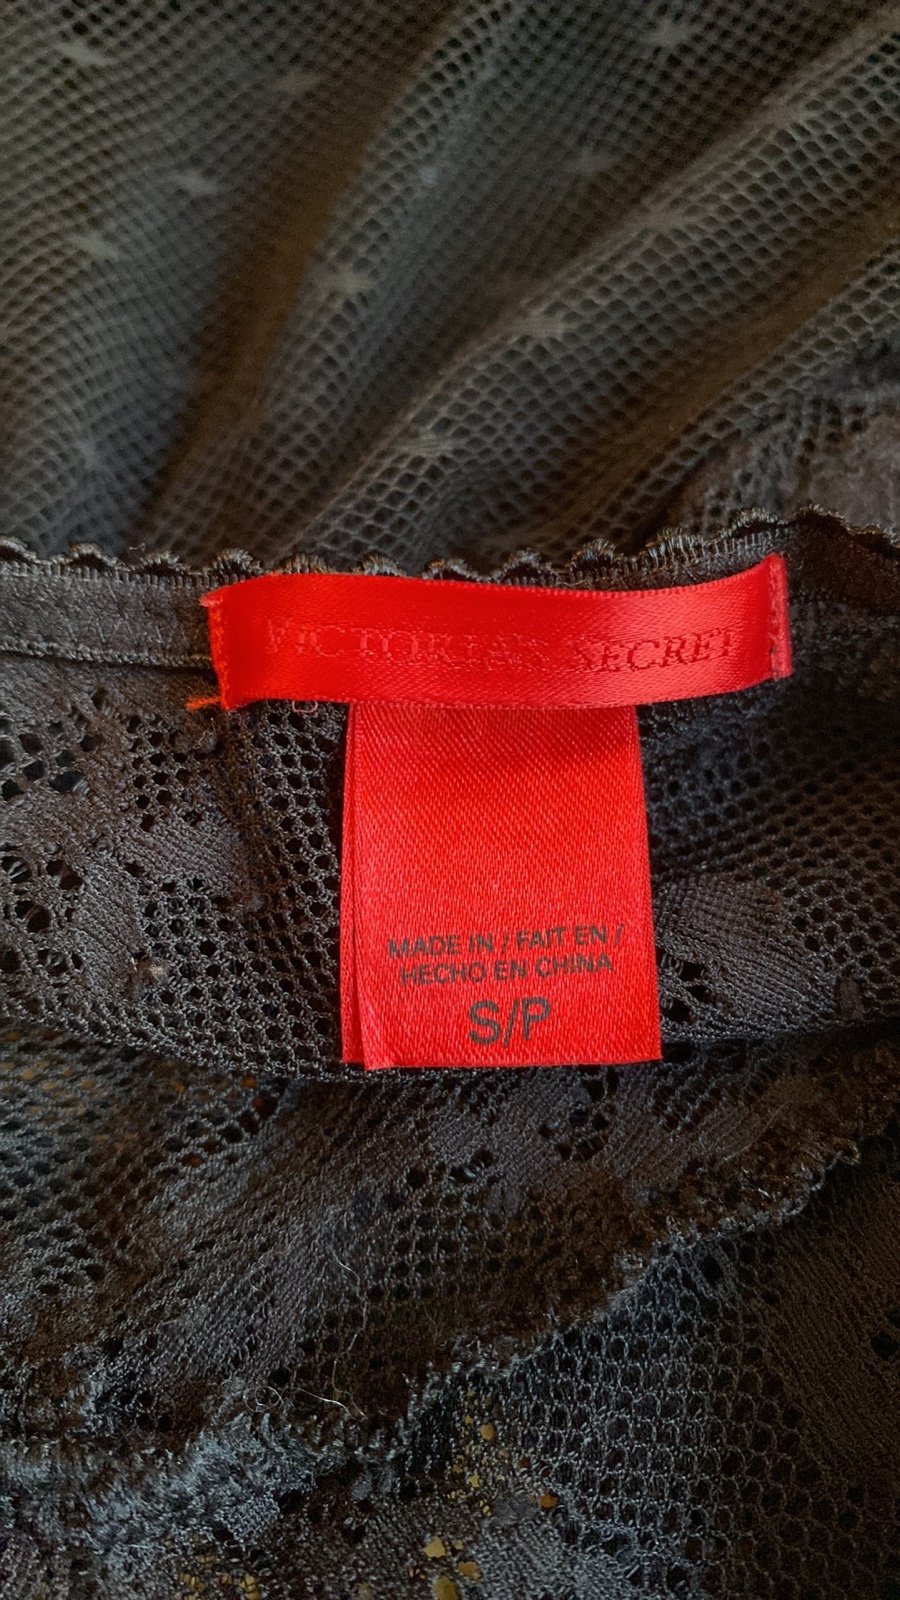 VICTORIA'S SECRET
MADE IN / FAIT EN /
HECHO EN CHINA
S/P